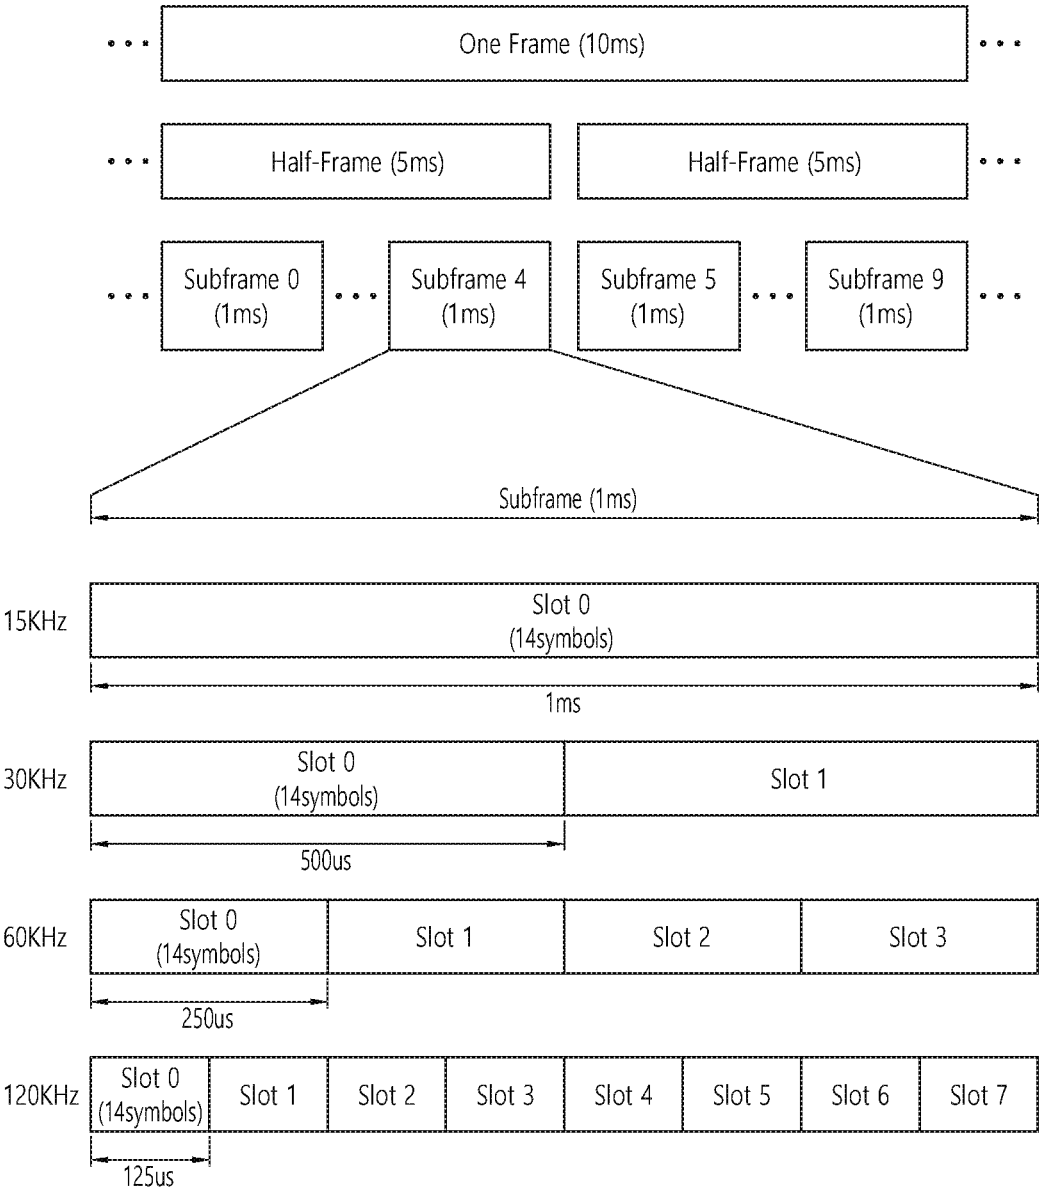 One Frame (10ms)
Half-Frame (5ms)
Half-Frame (5ms)
Subframe 0
(1ms)
Subframe 4
(1ms)
Subframe 5
(1ms)
Subframe 9
(1ms)
Subframe (1ms)
15KHz
Slot 0
(14symbols)
1ms
30KHz
Slot 0
(14symbols)
Slot 1
500us
60KHz
Slot 0
(14symbols)
Slot 1
Slot 2
Slot 3
250us
120KHz
Slot 0
(14symbols)
Slot 1
Slot 2
Slot 3
Slot 4
Slot 5
Slot 6
Slot 7
125us